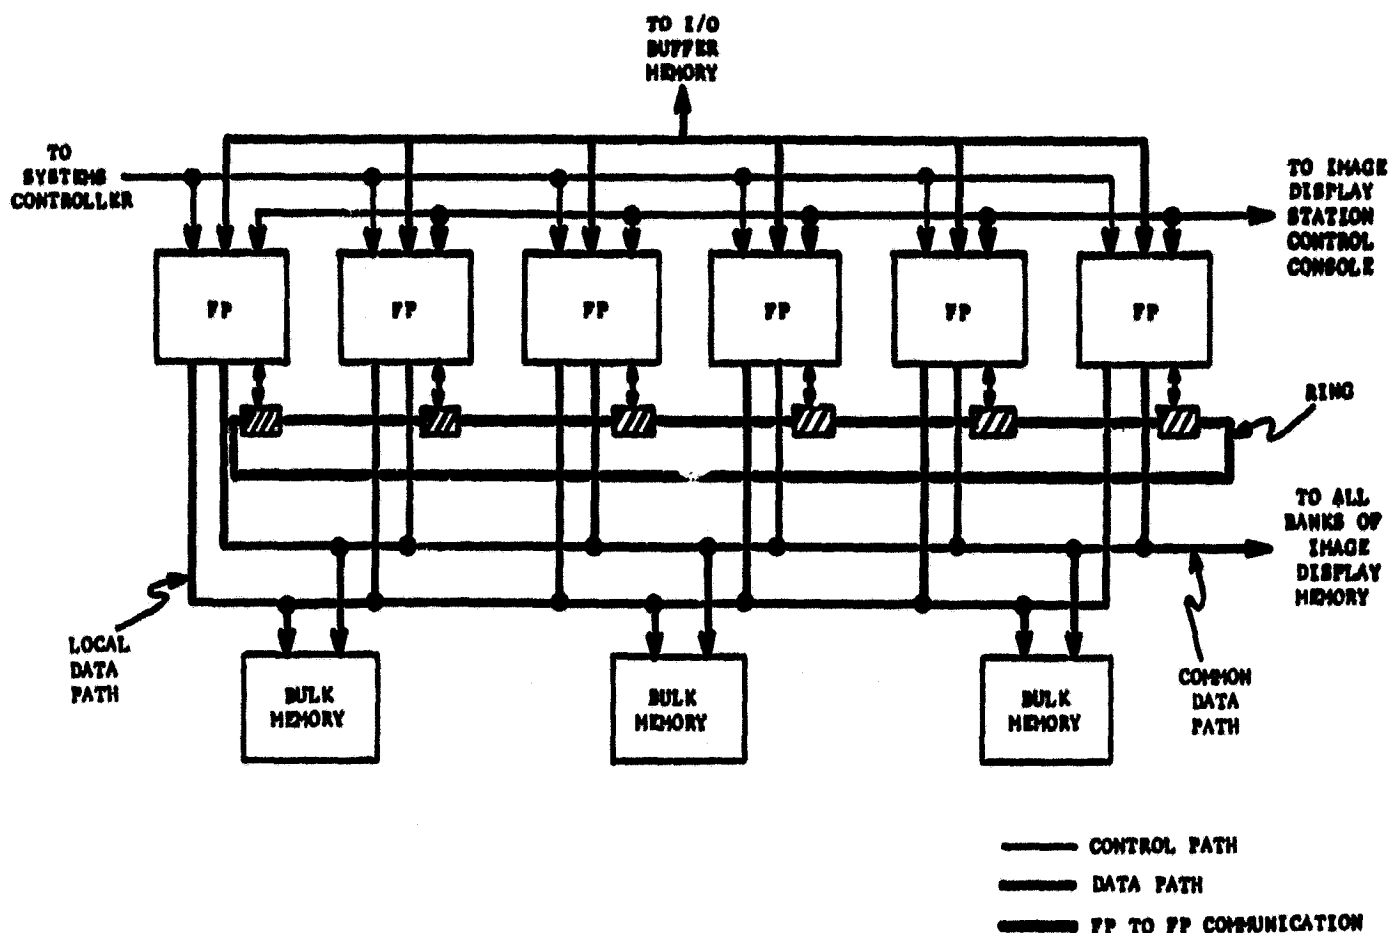 TO I/O
BUFFER
MEMORY
TO
SYSTEMS
CONTROLLER
TO IMAGE
DISPLAY
STATION
CONTROL
CONSOLE
FP
FP
FP
FP
FP
FP
RING
TO ALL
BANKS OF
IMAGE
DISPLAY
MEMORY
LOCAL
DATA
PATH
BULK
MEMORY
BULK
MEMORY
BULK
MEMORY
COMMON
DATA
PATH
CONTROL PATH
DATA PATH
FP TO FP COMMUNICATION